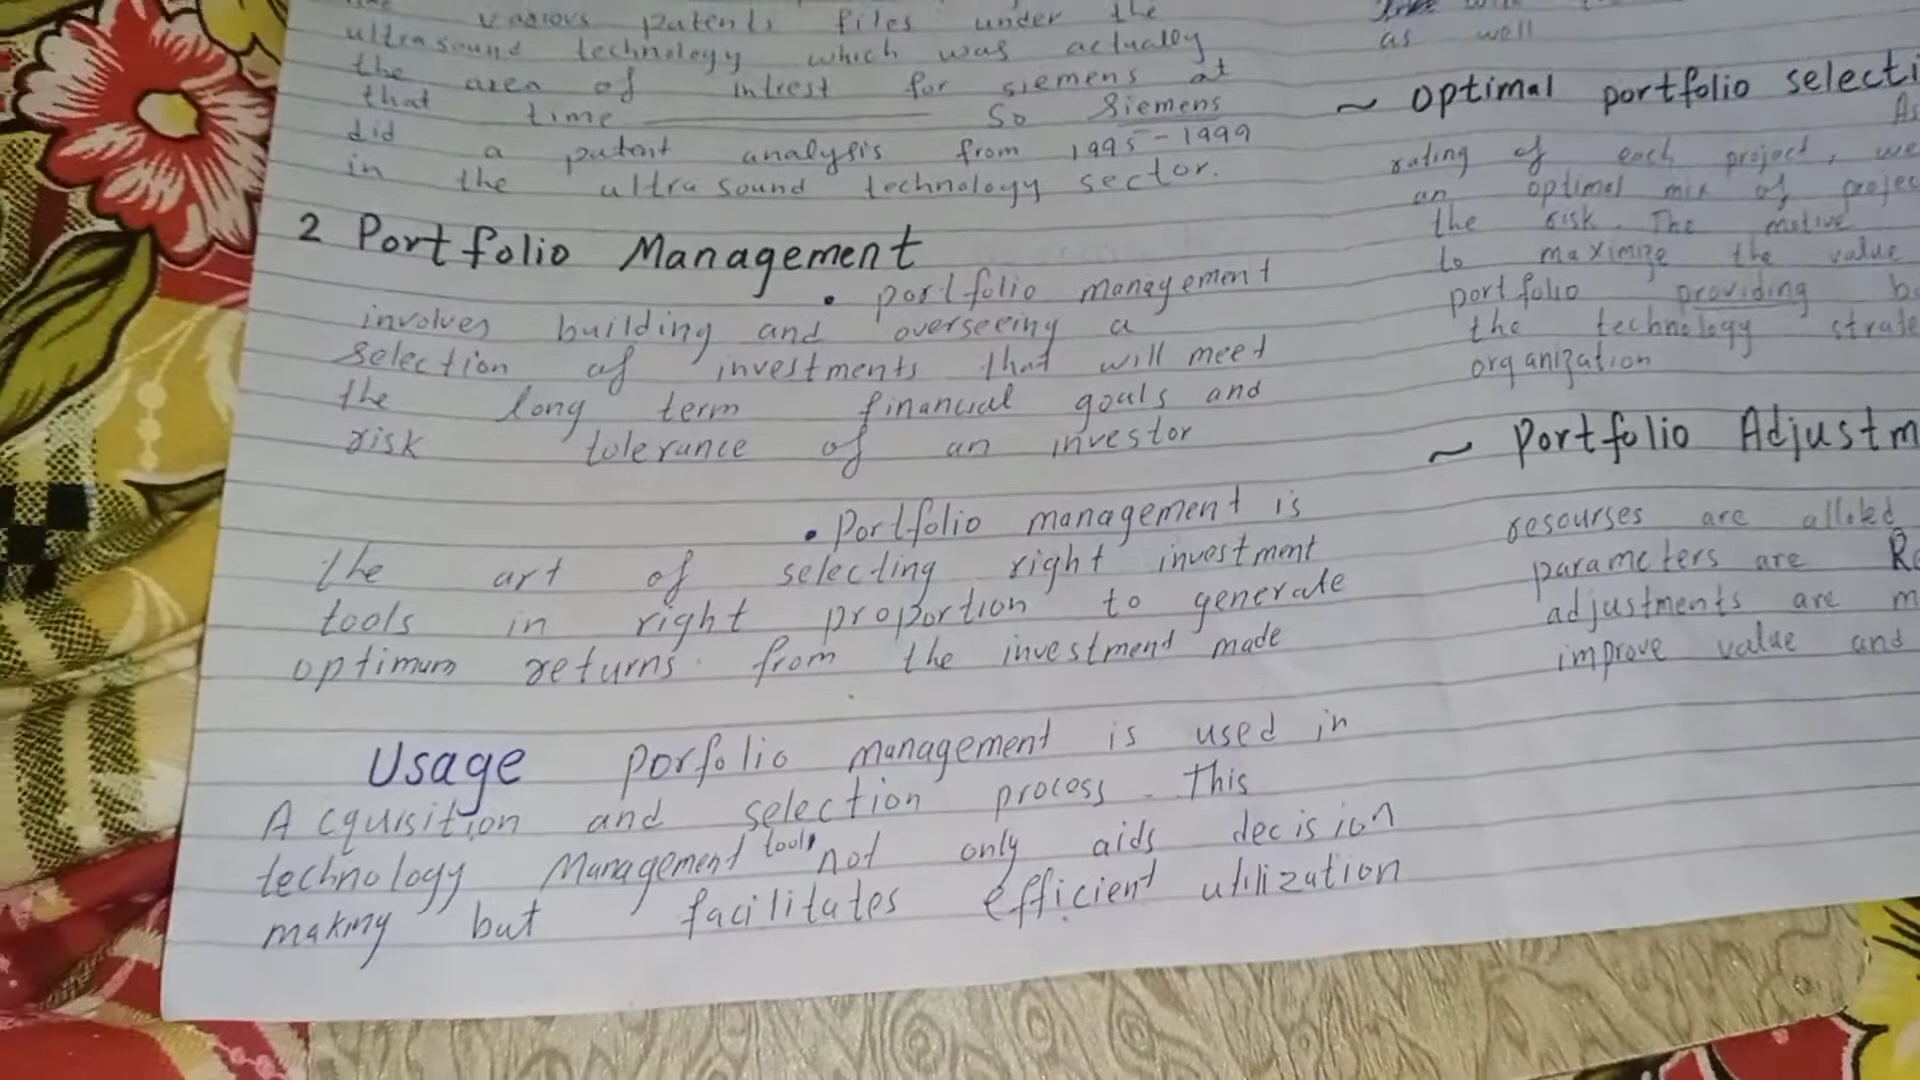 various patents files under the
ultrasound technology which was actually
the area of intrest for siemens at
that time So Siemens
did a patent analysis from 1995-1999
in the ultra sound technology sector.
2 Portfolio Management
• portfolio management
involves building and overseeing a
selection of investments that will meet
the long term financial goals and
risk tolerance of an investor
• Portfolio management is
the art of selecting right investment
tools in right proportion to generate
optimum returns from the investment made
Usage porfolio management is used in
Acquisition and selection process. This
technology Management tools not only aids decision
making but facilitates efficient utilization
as well
~ Optimal portfolio selecti
As
rating of each project, we
an optimal mix of projec
the risk. The motive
to maximize the value
portfolio providing b
the technology strate
organization
~ Portfolio Adjustm
resourses are alloted
parameters are R
adjustments are m
improve value and